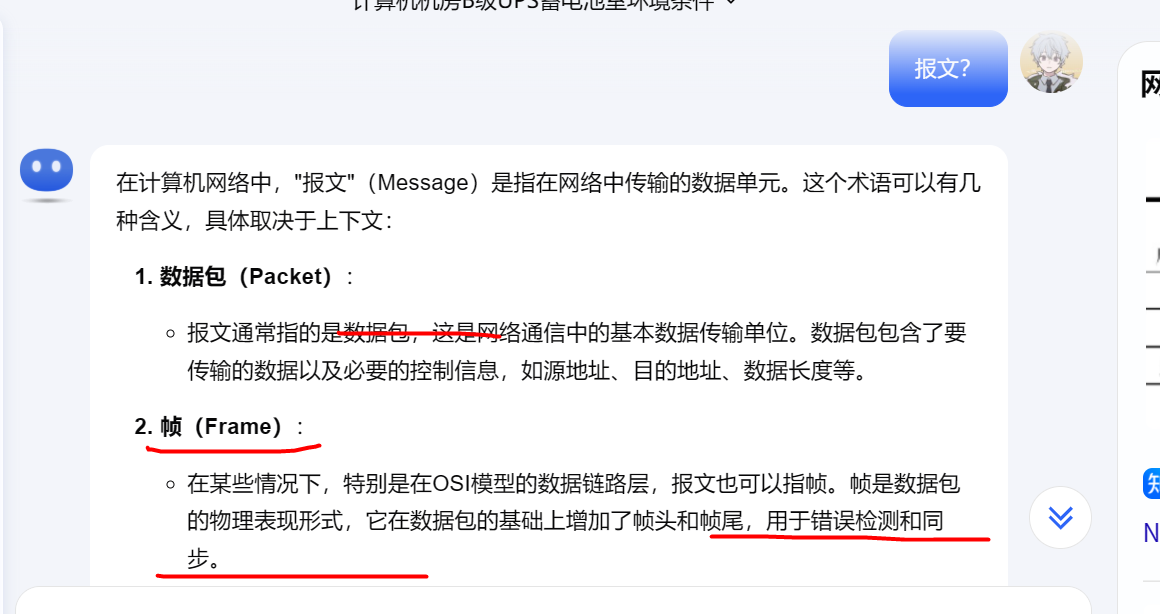 计算机机房B级UPS蓄电池室环境条件
报文？
网
在计算机网络中，"报文"（Message）是指在网络中传输的数据单元。这个术语可以有几
种含义，具体取决于上下文：
1. 数据包（Packet）：
报文通常指的是数据包，这是网络通信中的基本数据传输单位。数据包包含了要
传输的数据以及必要的控制信息，如源地址、目的地址、数据长度等。
2. 帧（Frame）：
在某些情况下，特别是在OSI模型的数据链路层，报文也可以指帧。帧是数据包
的物理表现形式，它在数据包的基础上增加了帧头和帧尾，用于错误检测和同
步。
知
N